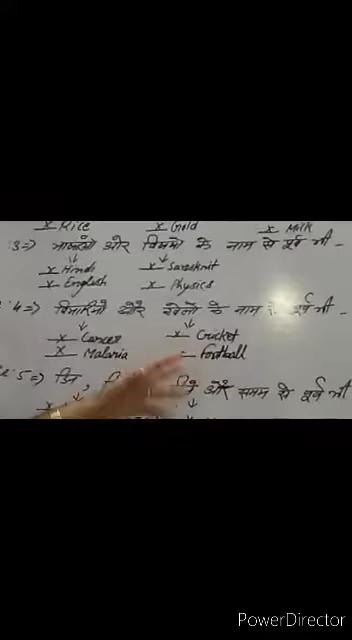 X Rice X Gold X Milk
:3=> भाषाओं और विषयों के नाम से पूर्व भी -
X Hindi X Sanskrit
X English X Physics
:4=> बिमारियों और खेलों के नाम से पूर्व भी -
X Cancer X Cricket
X Malaria Football
5=> दिन, और समय से पूर्व भी
X
PowerDirector